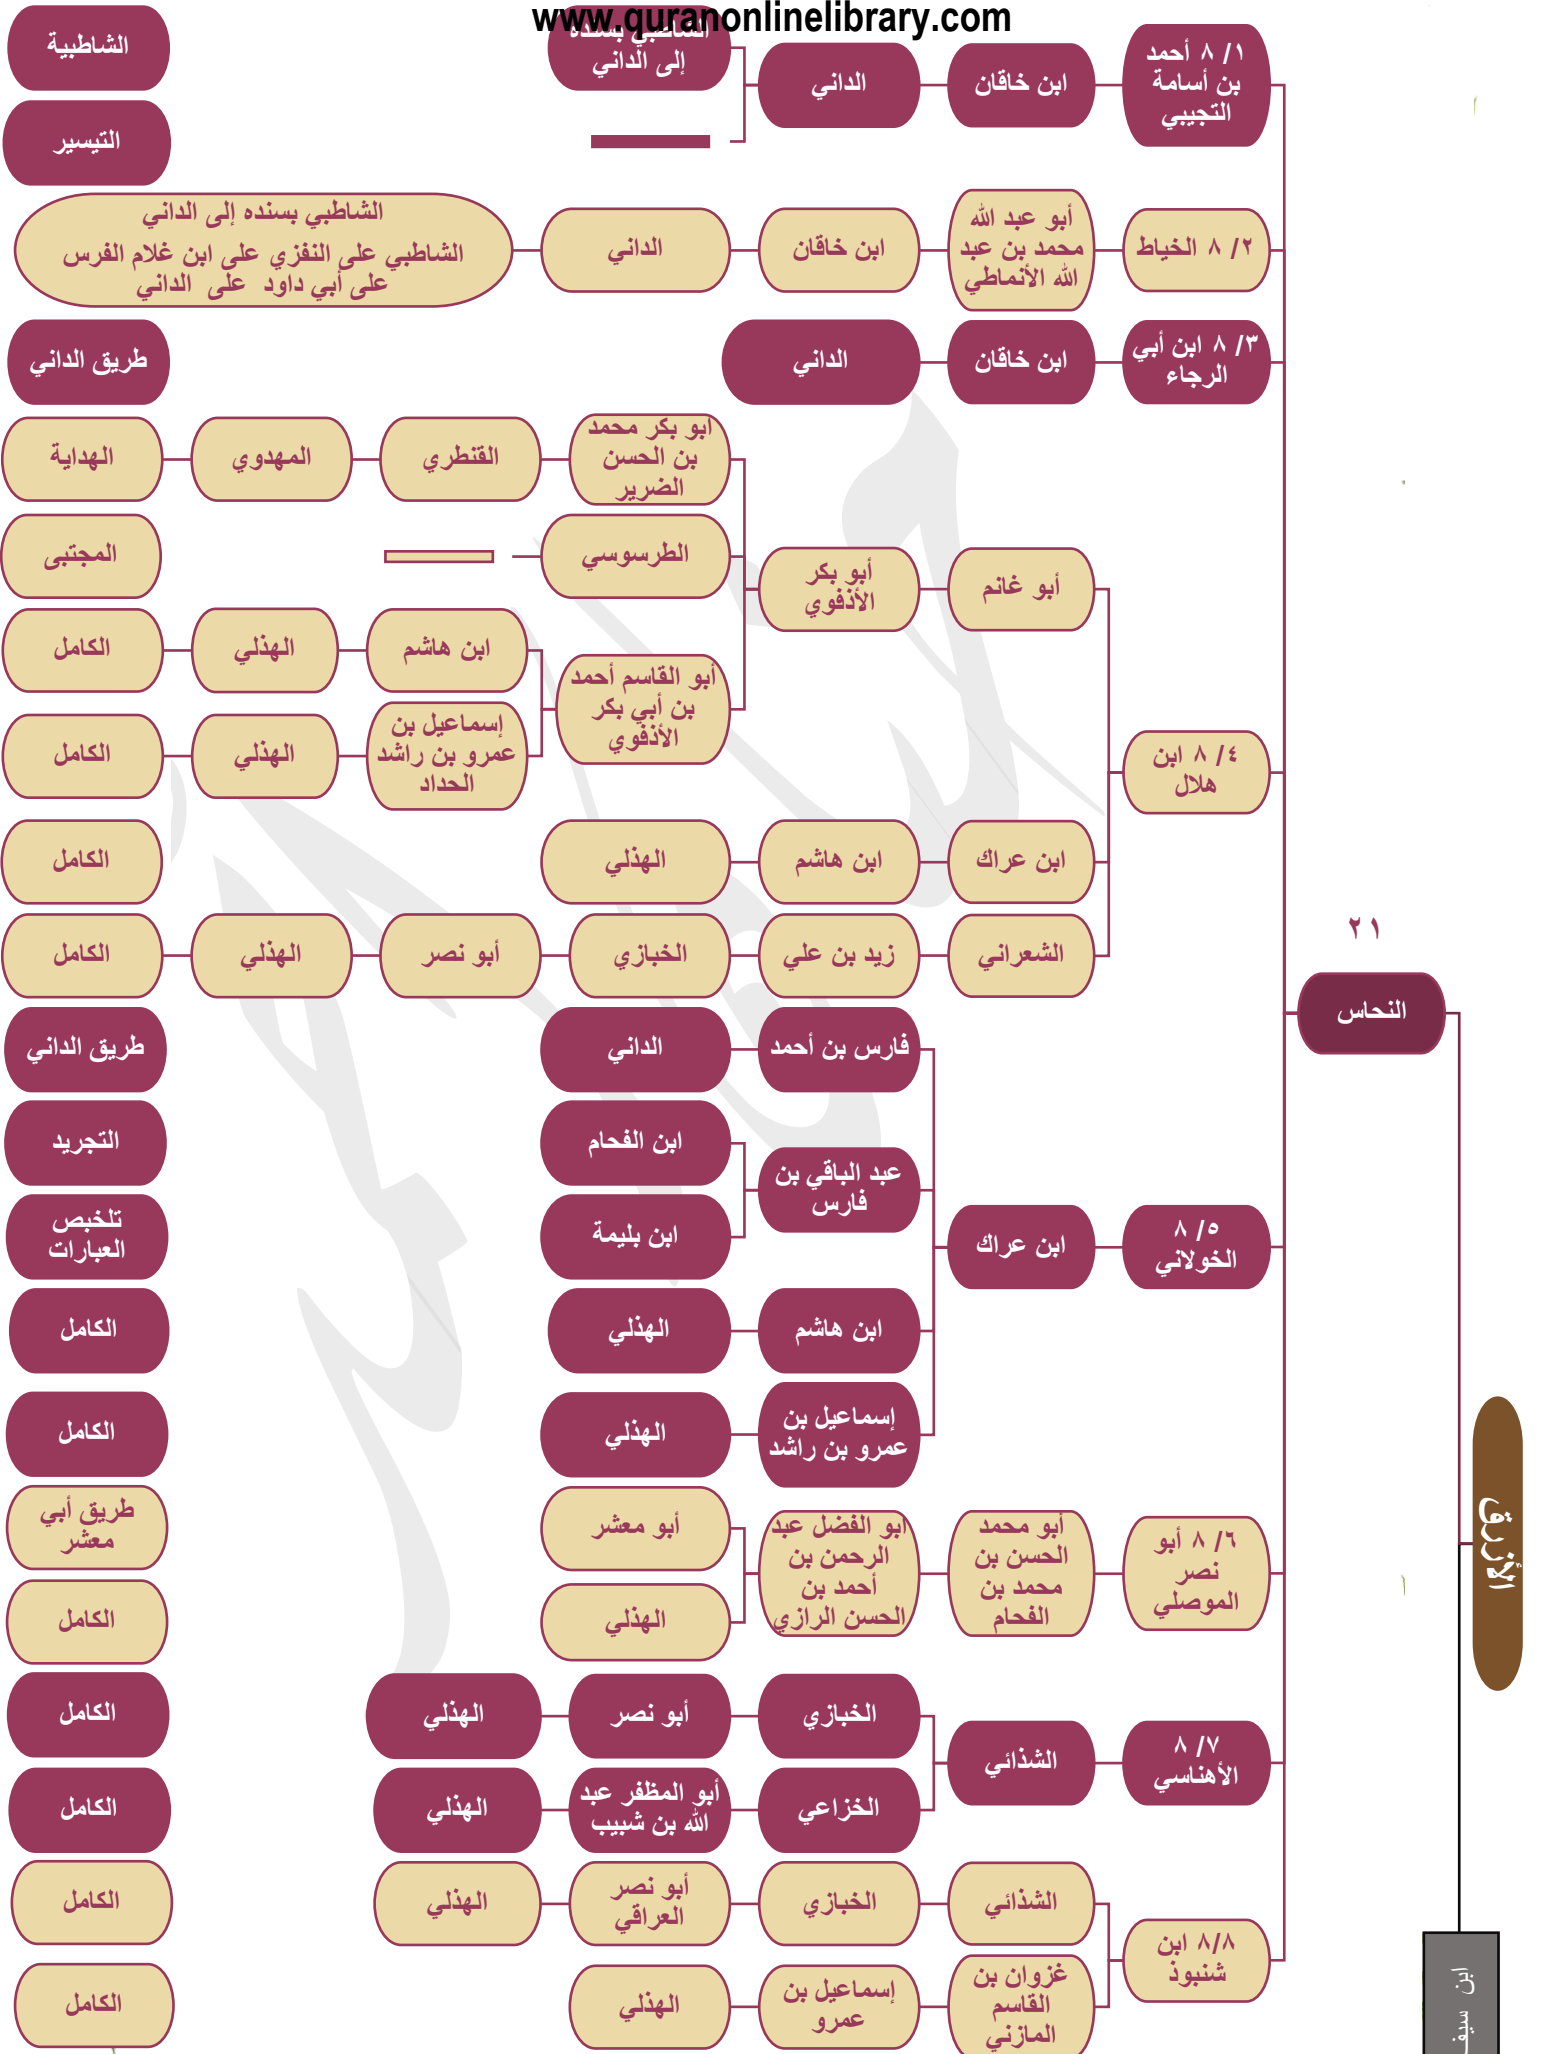 www.quranonlinelibrary.com
١/ ٨ أحمد
بن أسامة
التجيبي
ابن خاقان
الداني
الشاطبي بسنده
إلى الداني
الشاطبية
التيسير
٢/ ٨ الخياط
أبو عبد الله
محمد بن عبد
الله الأنماطي
ابن خاقان
الداني
الشاطبي بسنده إلى الداني
الشاطبي على النفزي على ابن غلام الفرس
على أبي داود على الداني
٣/ ٨ ابن أبي
الرجاء
ابن خاقان
الداني
طريق الداني
أبو بكر محمد
بن الحسن
الضرير
القنطري
المهدوي
الهداية
الطرسوسي
المجتبى
أبو غانم
أبو بكر
الأذفوي
ابن هاشم
الهذلي
الكامل
أبو القاسم أحمد
بن أبي بكر
الأذفوي
إسماعيل بن
عمرو بن راشد
الحداد
الهذلي
الكامل
٤/ ٨ ابن
هلال
ابن عراك
ابن هاشم
الهذلي
الكامل
الشعراني
زيد بن علي
الخبازي
أبو نصر
الهذلي
الكامل
٢١
النحاس
فارس بن أحمد
الداني
طريق الداني
ابن الفحام
التجريد
عبد الباقي بن
فارس
ابن بليمة
تلخبص
العبارات
٥/ ٨
الخولاني
ابن عراك
ابن هاشم
الهذلي
الكامل
إسماعيل بن
عمرو بن راشد
الهذلي
الكامل
الأزرق
٦/ ٨ أبو
نصر
الموصلي
أبو محمد
الحسن بن
محمد بن
الفحام
أبو الفضل عبد
الرحمن بن
أحمد بن
الحسن الرازي
أبو معشر
طريق أبي
معشر
الهذلي
الكامل
الخبازي
أبو نصر
الهذلي
الكامل
٧/ ٨
الأهناسي
الشذائي
الخزاعي
أبو المظفر عبد
الله بن شبيب
الهذلي
الكامل
الشذائي
الخبازي
أبو نصر
العراقي
الهذلي
الكامل
٨/٨ ابن
شنبوذ
غزوان بن
القاسم
المازني
إسماعيل بن
عمرو
الهذلي
الكامل
ابن سيف